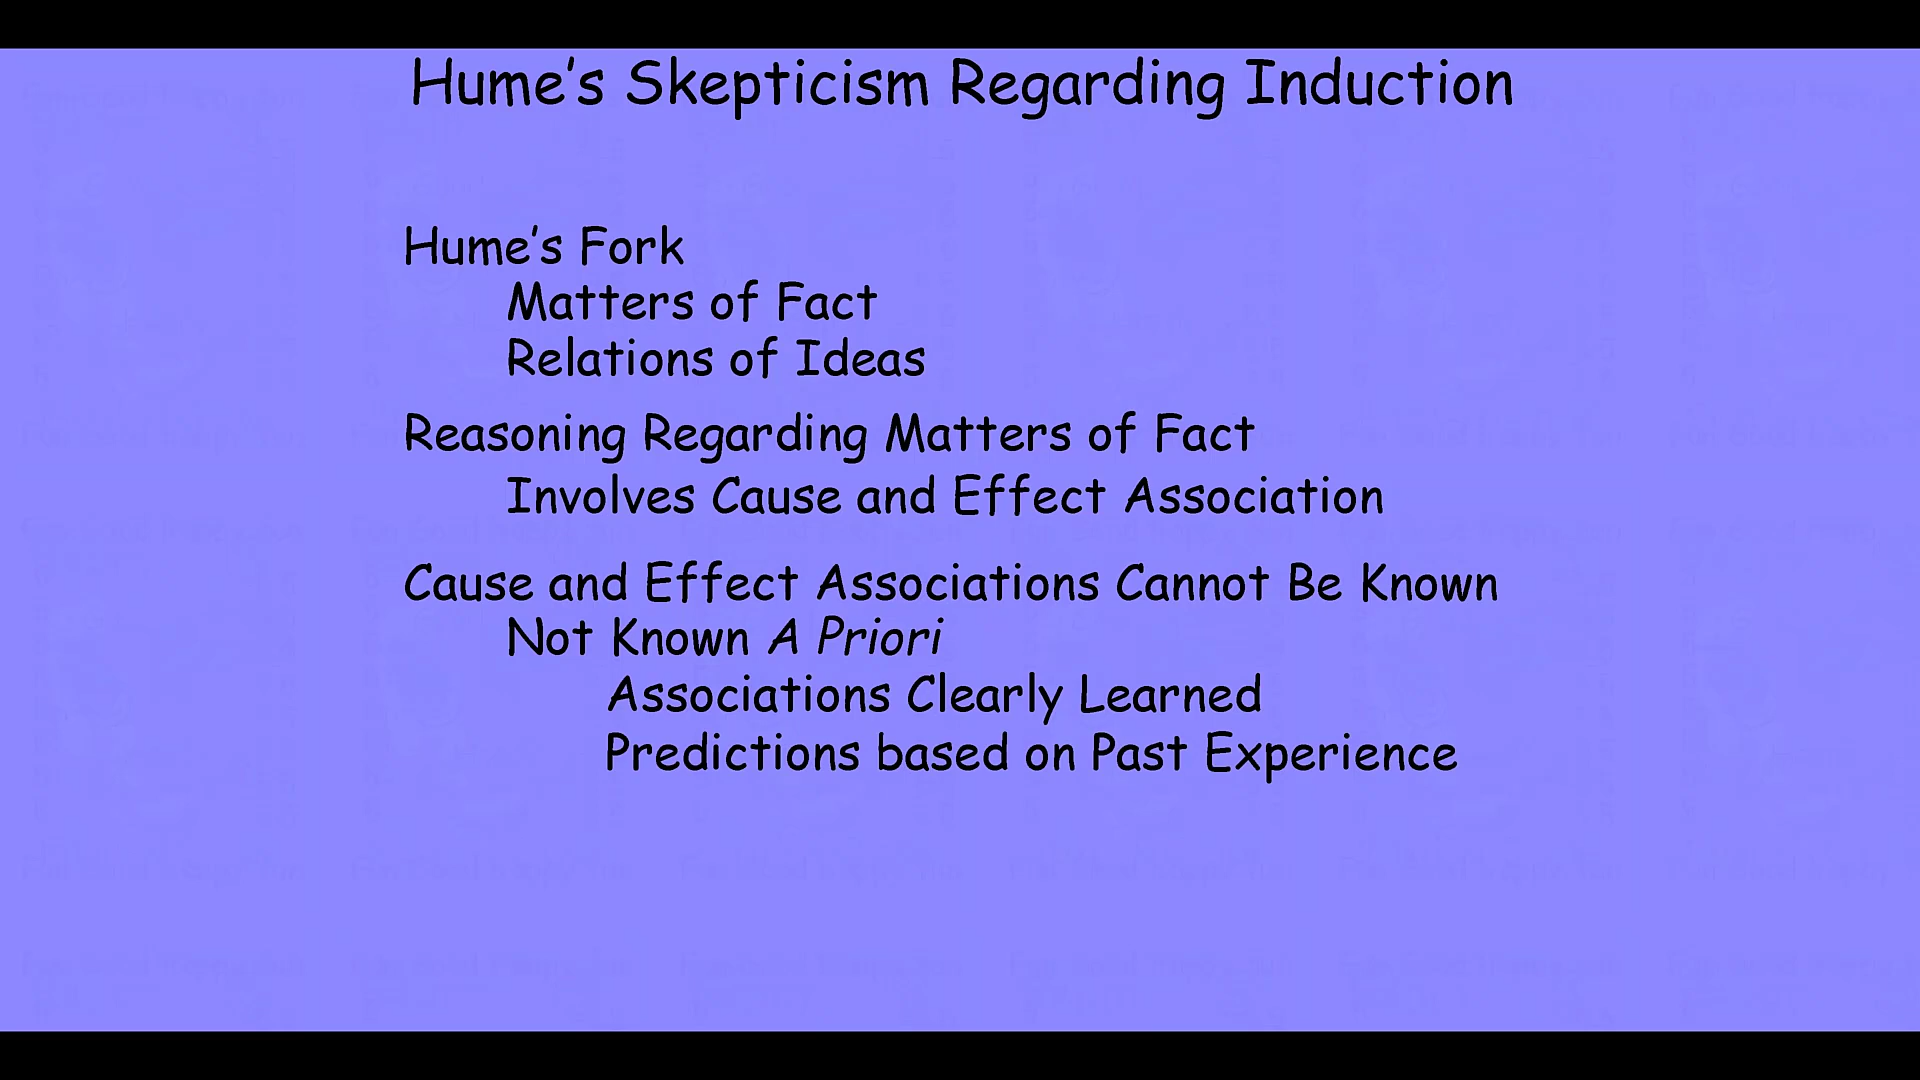 Hume's Skepticism Regarding Induction
Hume's Fork
Matters of Fact
Relations of Ideas
Reasoning Regarding Matters of Fact
Involves Cause and Effect Association
Cause and Effect Associations Cannot Be Known
Not Known A Priori
Associations Clearly Learned
Predictions based on Past Experience